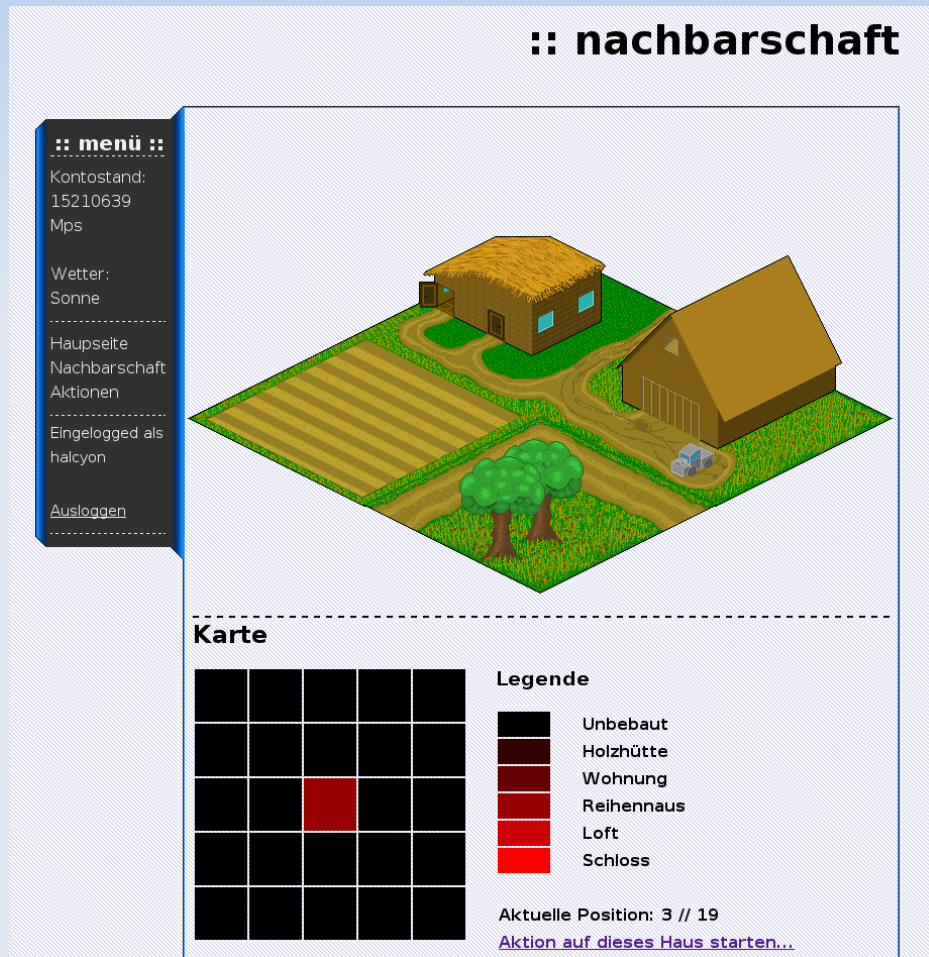 :: nachbarschaft
:: menü ::
Kontostand:
15210639
Mps
Wetter:
Sonne
Haupseite
Nachbarschaft
Aktionen
Eingelogged als
halcyon
Ausloggen
Karte
Legende
Unbebaut
Holzhütte
Wohnung
Reihennaus
Loft
Schloss
Aktuelle Position: 3 // 19
Aktion auf dieses Haus starten...